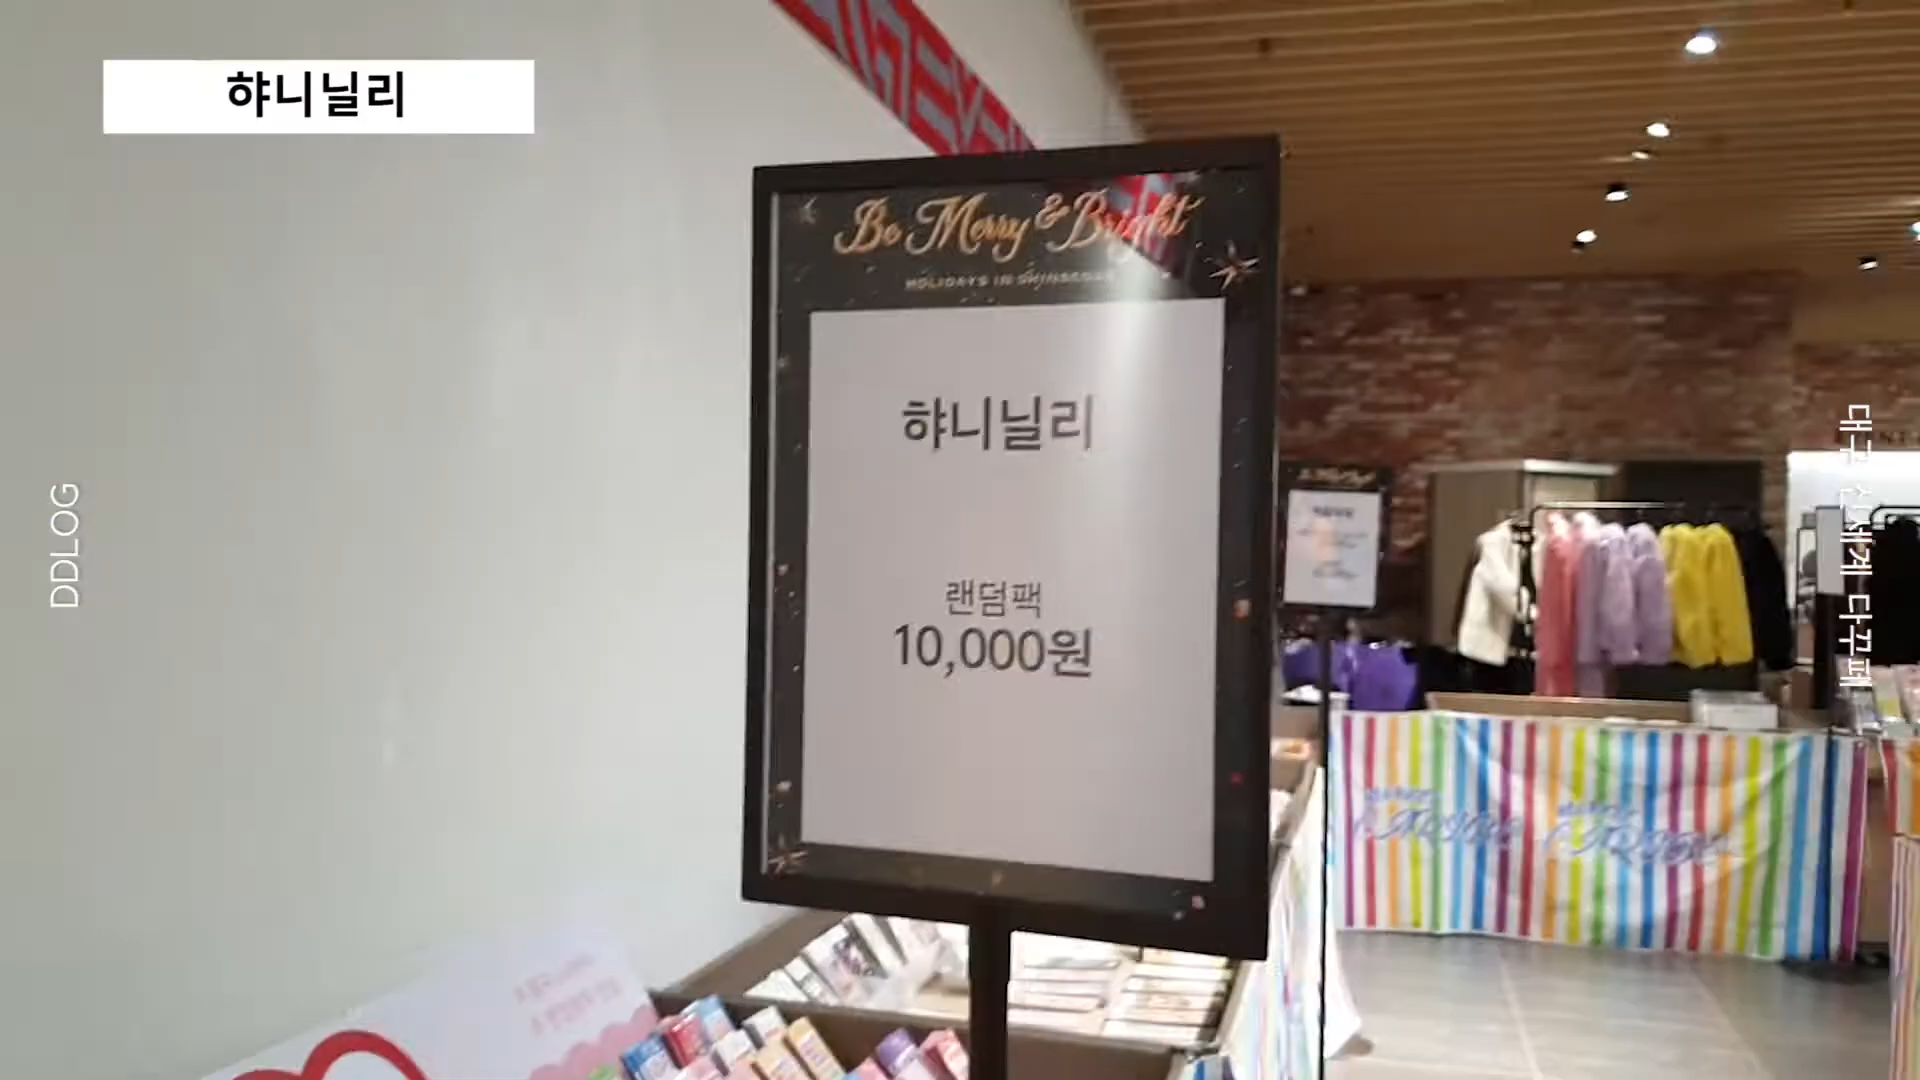 햐니닐리
Be Merry & Bright
HOLIDAYS IN SHINSEGAE
햐니닐리
랜덤팩
10,000원
DDLOG
대구 신세계 다꾸페